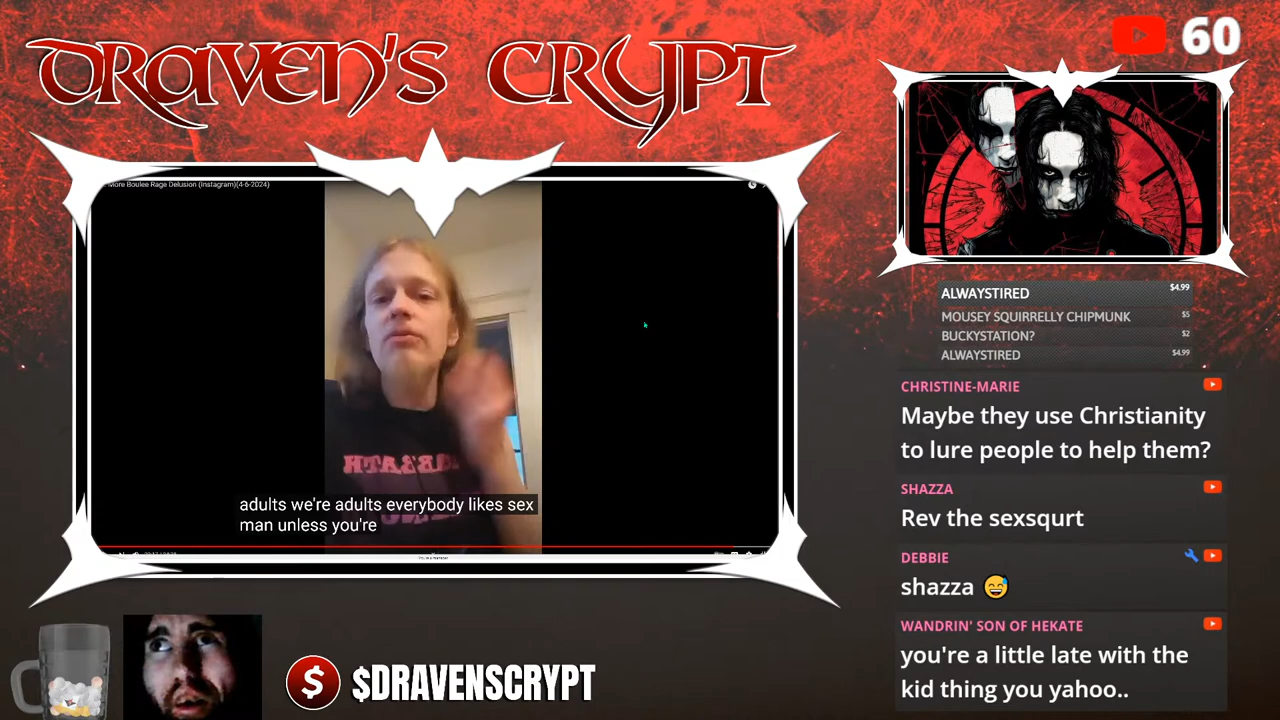 DRAVEN'S CRYPT
60
More Boulee Rage Delusion (Instagram)(4-6-2024)
adults we're adults everybody likes sex
man unless you're
ALWAYSTIRED $4.99
MOUSEY SQUIRRELLY CHIPMUNK $5
BUCKYSTATION? $2
ALWAYSTIRED $4.99
CHRISTINE-MARIE
Maybe they use Christianity
to lure people to help them?
SHAZZA
Rev the sexsqurt
DEBBIE
shazza 😅
WANDRIN' SON OF HEKATE
you're a little late with the
kid thing you yahoo..
$ $DRAVENSCRYPT